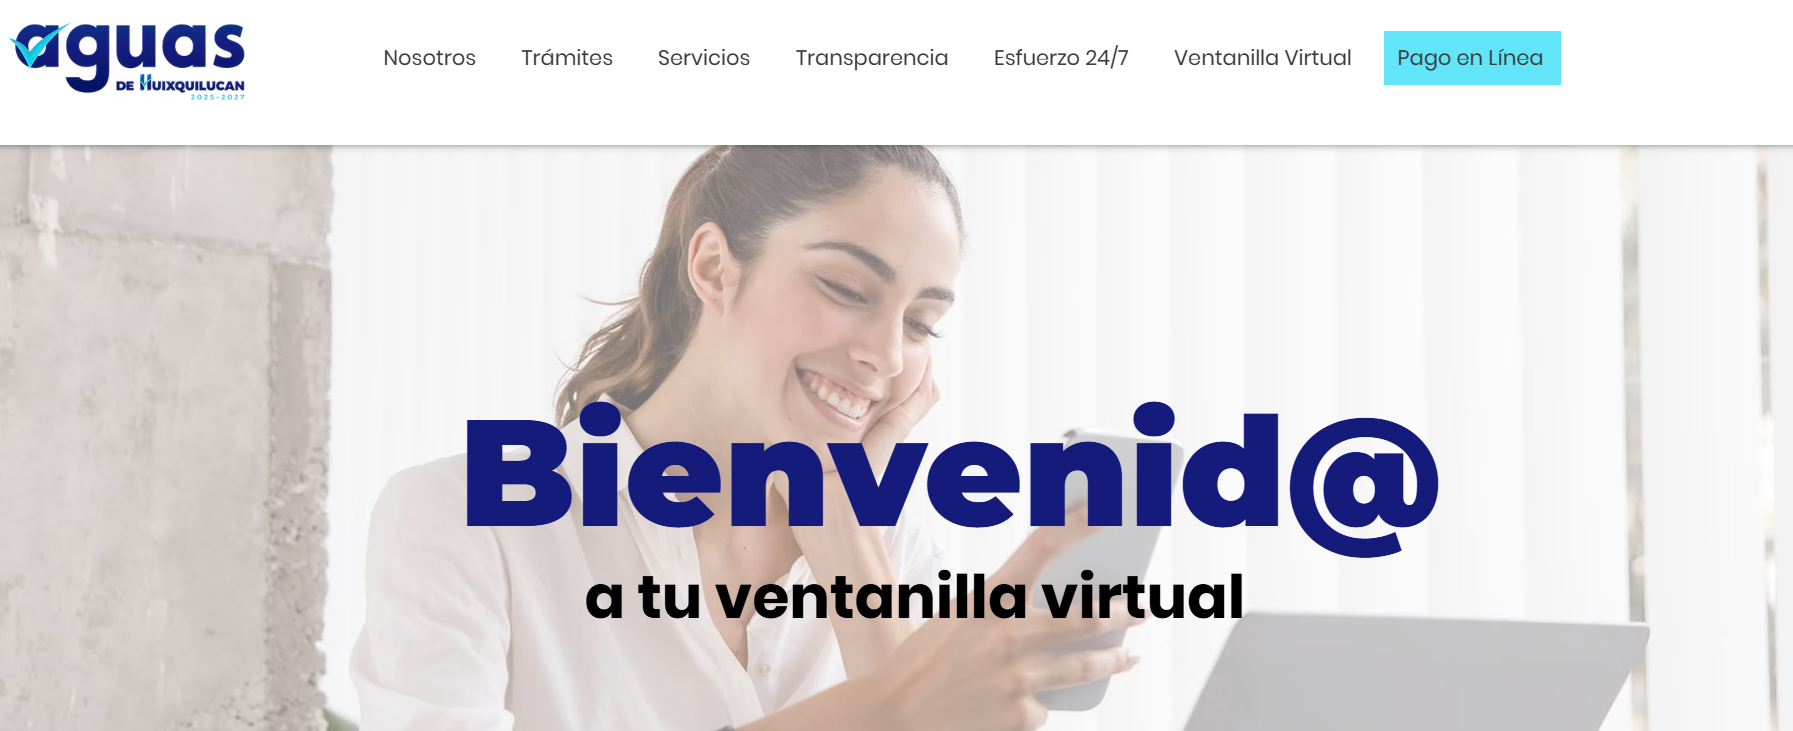 aguas
DE HUIXQUILUCAN
2025-2027
Nosotros
Trámites
Servicios
Transparencia
Esfuerzo 24/7
Ventanilla Virtual
Pago en Línea
Bienvenid@
a tu ventanilla virtual